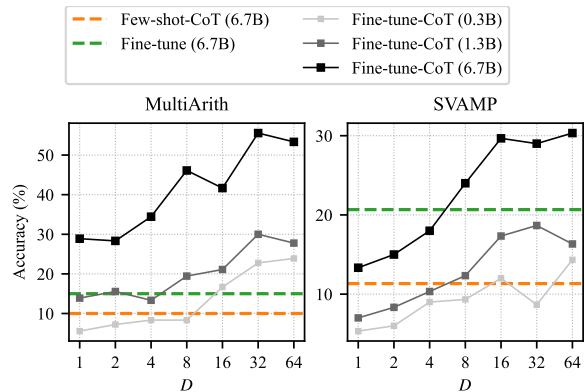 Few-shot-CoT (6.7B)
Fine-tune (6.7B)
Fine-tune-CoT (0.3B)
Fine-tune-CoT (1.3B)
Fine-tune-CoT (6.7B)
MultiArith
SVAMP
Accuracy (%)
50
40
30
20
10
1 2 4 8 16 32 64
D
30
20
10
1 2 4 8 16 32 64
D